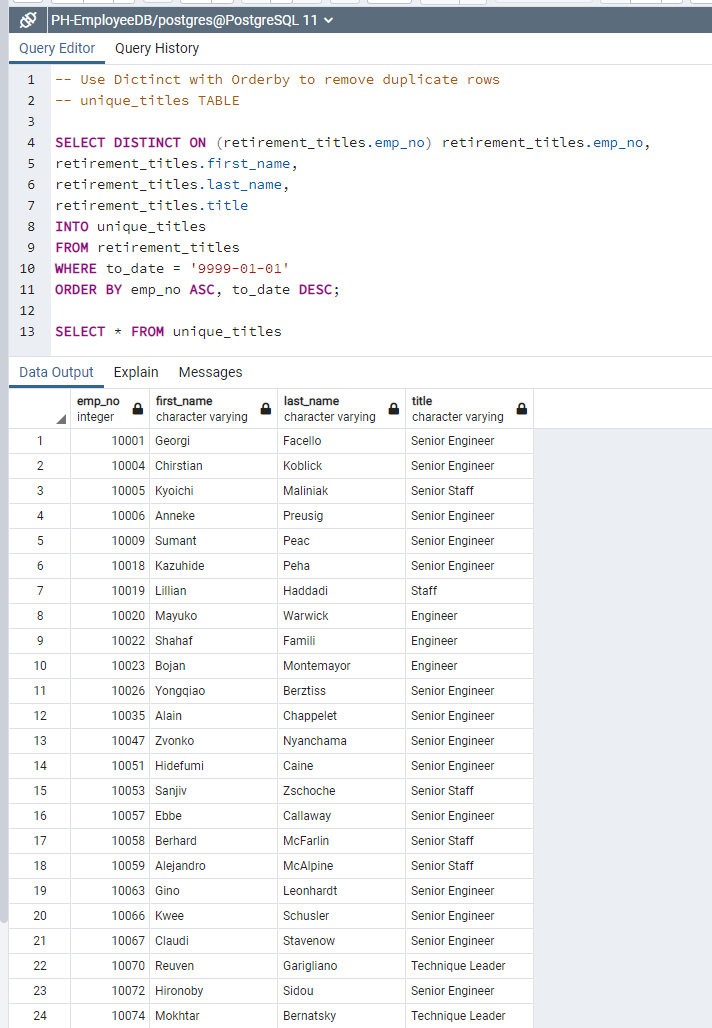 PH-EmployeeDB/postgres@PostgreSQL 11
Query Editor Query History
1 -- Use Dictinct with Orderby to remove duplicate rows
2 -- unique_titles TABLE
3
4 SELECT DISTINCT ON (retirement_titles.emp_no) retirement_titles.emp_no,
5 retirement_titles.first_name,
6 retirement_titles.last_name,
7 retirement_titles.title
8 INTO unique_titles
9 FROM retirement_titles
10 WHERE to_date = '9999-01-01'
11 ORDER BY emp_no ASC, to_date DESC;
12
13 SELECT * FROM unique_titles
Data Output Explain Messages
emp_no first_name last_name title
integer character varying character varying character varying
1 10001 Georgi Facello Senior Engineer
2 10004 Chirstian Koblick Senior Engineer
3 10005 Kyoichi Maliniak Senior Staff
4 10006 Anneke Preusig Senior Engineer
5 10009 Sumant Peac Senior Engineer
6 10018 Kazuhide Peha Senior Engineer
7 10019 Lillian Haddadi Staff
8 10020 Mayuko Warwick Engineer
9 10022 Shahaf Famili Engineer
10 10023 Bojan Montemayor Engineer
11 10026 Yongqiao Berztiss Senior Engineer
12 10035 Alain Chappelet Senior Engineer
13 10047 Zvonko Nyanchama Senior Engineer
14 10051 Hidefumi Caine Senior Engineer
15 10053 Sanjiv Zschoche Senior Staff
16 10057 Ebbe Callaway Senior Engineer
17 10058 Berhard McFarlin Senior Staff
18 10059 Alejandro McAlpine Senior Staff
19 10063 Gino Leonhardt Senior Engineer
20 10066 Kwee Schusler Senior Engineer
21 10067 Claudi Stavenow Senior Engineer
22 10070 Reuven Garigliano Technique Leader
23 10072 Hironoby Sidou Senior Engineer
24 10074 Mokhtar Bernatsky Technique Leader